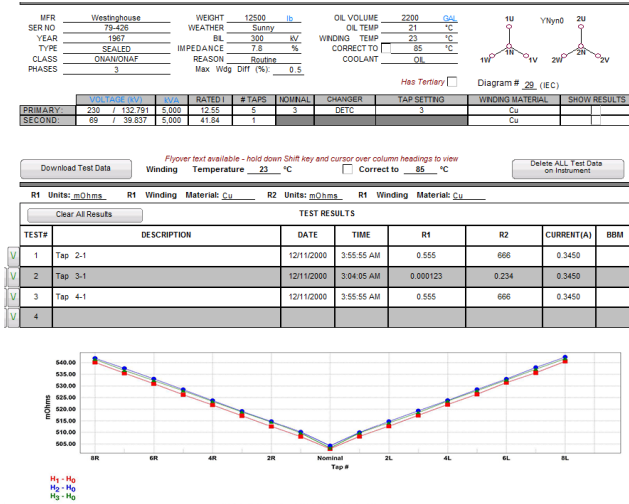 MFR Westinghouse WEIGHT 12500 lb OIL VOLUME 2200 GAL 1U YNyn0 2U
SER NO 79-426 WEATHER Sunny OIL TEMP 21 °C
YEAR 1967 BIL 300 kV WINDING TEMP 23 °C
TYPE SEALED IMPEDANCE 7.8 % CORRECT TO 85 °C 1N 2N
CLASS ONAN/ONAF REASON Routine COOLANT OIL 1W 1V 2W 2V
PHASES 3 Max Wdg Diff (%): 0.5
Has Tertiary Diagram # 29 (IEC)
VOLTAGE (kV) kVA RATED I # TAPS NOMINAL CHANGER TAP SETTING WINDING MATERIAL SHOW RESULTS
PRIMARY: 230 / 132.791 5,000 12.55 5 3 DETC 3 Cu
SECOND: 69 / 39.837 5,000 41.84 1 Cu
Flyover text available - hold down Shift key and cursor over column headings to view
Download Test Data Winding Temperature 23 °C Correct to 85 °C Delete ALL Test Data
on Instrument
R1 Units: mOhms R1 Winding Material: Cu R2 Units: mOhms R1 Winding Material: Cu
Clear All Results TEST RESULTS
TEST# DESCRIPTION DATE TIME R1 R2 CURRENT(A) BBM
V 1 Tap 2-1 12/11/2000 3:55:55 AM 0.555 666 0.3450
V 2 Tap 3-1 12/11/2000 3:04:05 AM 0.000123 0.234 0.3450
V 3 Tap 4-1 12/11/2000 3:55:55 AM 0.555 666 0.3450
V 4
540.00
535.00
530.00
525.00
520.00
515.00
510.00
505.00
mOhms
8R 6R 4R 2R Nominal 2L 4L 6L 8L
Tap #
H1 - H0
H2 - H0
H3 - H0